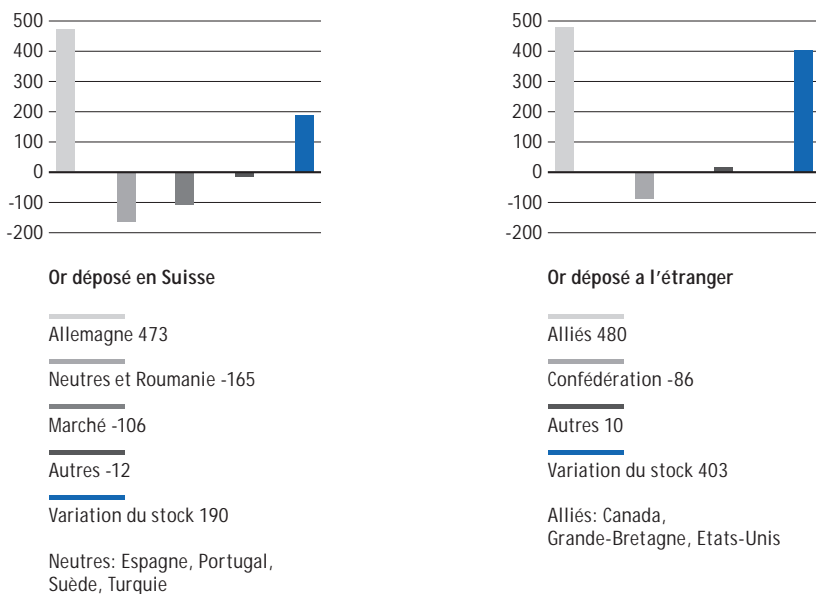 500
400
300
200
100
0
-100
-200
Or déposé en Suisse
Allemagne 473
Neutres et Roumanie -165
Marché -106
Autres -12
Variation du stock 190
Neutres: Espagne, Portugal,
Suède, Turquie
500
400
300
200
100
0
-100
-200
Or déposé a l’étranger
Alliés 480
Confédération -86
Autres 10
Variation du stock 403
Alliés: Canada,
Grande-Bretagne, Etats-Unis